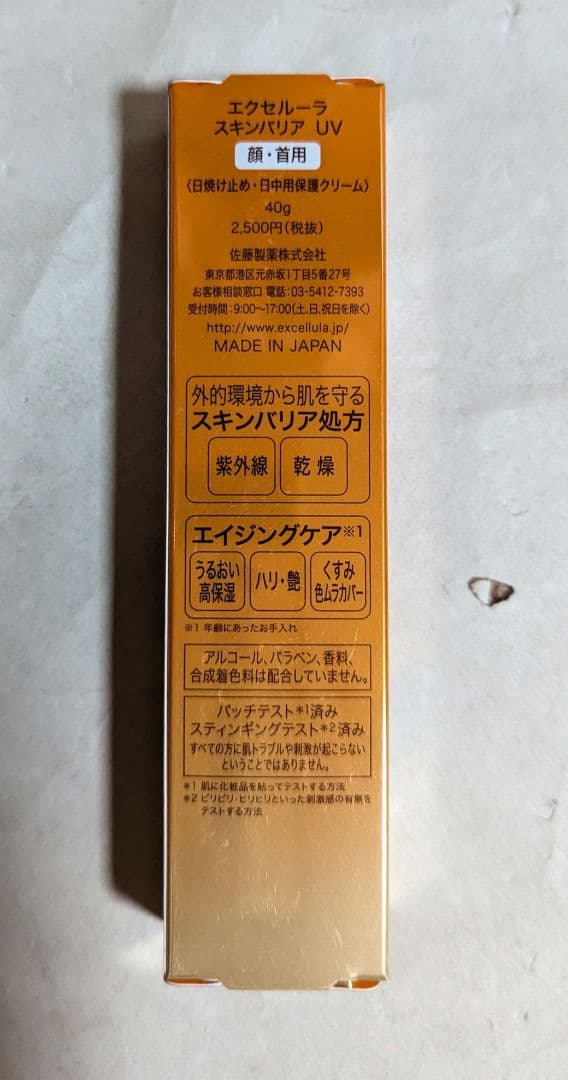 エクセルーラ
スキンバリア UV
顔・首用
〈日焼け止め・日中用保護クリーム〉
40g
2,500円(税抜)
佐藤製薬株式会社
東京都港区元赤坂1丁目5番27号
お客様相談窓口 電話:03-5412-7393
受付時間:9:00〜17:00(土、日、祝日を除く)
http://www.excellula.jp/
MADE IN JAPAN
外的環境から肌を守る
スキンバリア処方
紫外線 乾燥
エイジングケア※1
うるおい
高保湿
ハリ・艶
くすみ
色ムラカバー
※1 年齢にあったお手入れ
アルコール、パラベン、香料、
合成着色料は配合していません。
パッチテスト*1済み
スティンギングテスト*2済み
すべての方に肌トラブルや刺激が起こらない
ということではありません。
*1 肌に化粧品を貼ってテストする方法
*2 ピリピリ・ヒリヒリといった刺激感の有無を
テストする方法